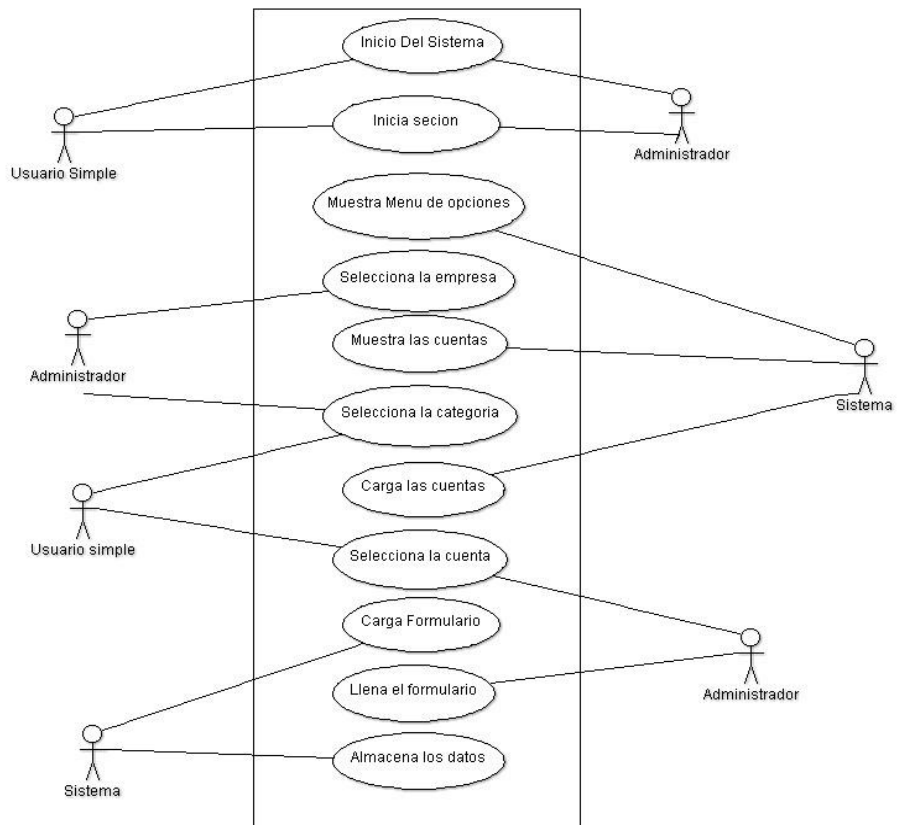 Inicio Del Sistema
Inicia secion
Usuario Simple
Administrador
Muestra Menu de opciones
Selecciona la empresa
Muestra las cuentas
Administrador
Sistema
Selecciona la categoria
Carga las cuentas
Usuario simple
Selecciona la cuenta
Carga Formulario
Llena el formulario
Administrador
Almacena los datos
Sistema